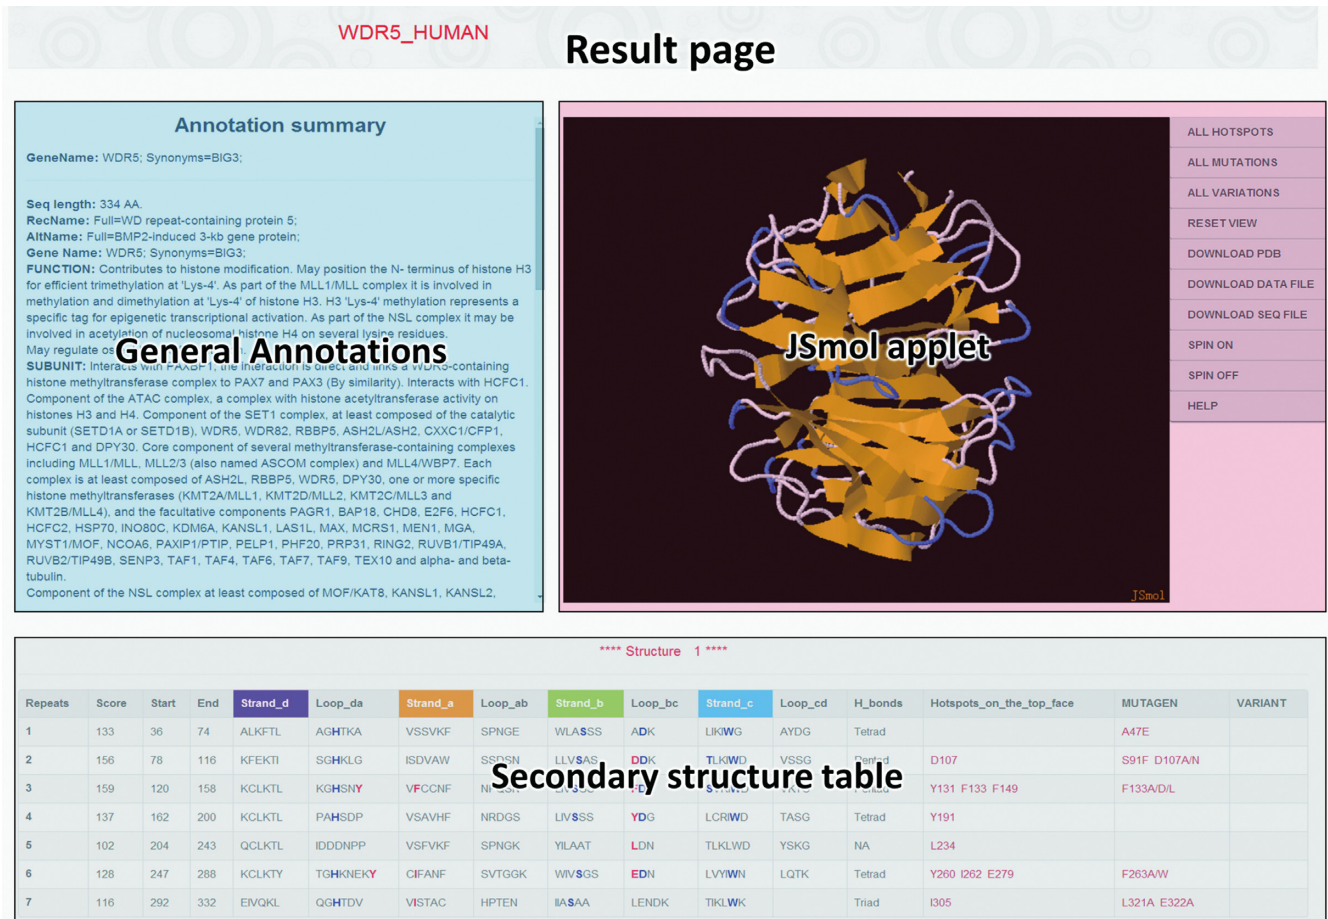 WDR5_HUMAN
Result page
Annotation summary
GeneName: WDR5; Synonyms=BIG3;
Seq length: 334 AA.
RecName: Full=WD repeat-containing protein 5;
AltName: Full=BMP2-induced 3-kb gene protein;
Gene Name: WDR5; Synonyms=BIG3;
FUNCTION: Contributes to histone modification. May position the N- terminus of histone H3
for efficient trimethylation at 'Lys-4'. As part of the MLL1/MLL complex it is involved in
methylation and dimethylation at 'Lys-4' of histone H3. H3 'Lys-4' methylation represents a
specific tag for epigenetic transcriptional activation. As part of the NSL complex it may be
involved in acetylation of nucleosomal histone H4 on several lysine residues.
May regulate
General Annotations
SUBUNIT: Interacts with PAXBP1; the interaction is direct and links a WDR5-containing
histone methyltransferase complex to PAX7 and PAX3 (By similarity). Interacts with HCFC1.
Component of the ATAC complex, a complex with histone acetyltransferase activity on
histones H3 and H4. Component of the SET1 complex, at least composed of the catalytic
subunit (SETD1A or SETD1B), WDR5, WDR82, RBBP5, ASH2L/ASH2, CXXC1/CFP1,
HCFC1 and DPY30. Core component of several methyltransferase-containing complexes
including MLL1/MLL, MLL2/3 (also named ASCOM complex) and MLL4/WBP7. Each
complex is at least composed of ASH2L, RBBP5, WDR5, DPY30, one or more specific
histone methyltransferases (KMT2A/MLL1, KMT2D/MLL2, KMT2C/MLL3 and
KMT2B/MLL4), and the facultative components PAGR1, BAP18, CHD8, E2F6, HCFC1,
HCFC2, HSP70, INO80C, KDM6A, KANSL1, LAS1L, MAX, MCRS1, MEN1, MGA,
MYST1/MOF, NCOA6, PAXIP1/PTIP, PELP1, PHF20, PRP31, RING2, RUVB1/TIP49A,
RUVB2/TIP49B, SENP3, TAF1, TAF4, TAF6, TAF7, TAF9, TEX10 and alpha- and beta-
tubulin.
Component of the NSL complex at least composed of MOF/KAT8, KANSL1, KANSL2,
JSmol applet
JSmol
ALL HOTSPOTS
ALL MUTATIONS
ALL VARIATIONS
RESET VIEW
DOWNLOAD PDB
DOWNLOAD DATA FILE
DOWNLOAD SEQ FILE
SPIN ON
SPIN OFF
HELP
**** Structure 1 ****
Repeats Score Start End Strand_d Loop_da Strand_a Loop_ab Strand_b Loop_bc Strand_c Loop_cd H_bonds Hotspots_on_the_top_face MUTAGEN VARIANT
1 133 36 74 ALKFTL AGHTKA VSSVKF SPNGE WLASSS ADK LIKIWG AYDG Tetrad A47E
2 156 78 116 KFEKTI SGHKLG ISDVAW SSDSN LLVSAS DDK TLKIWD VSSG Pentad D107 S91F D107A/N
Secondary structure table
3 159 120 158 KCLKTL KGHSNY VFCCNF Y131 F133 F149 F133A/D/L
4 137 162 200 KCLKTL PAHSDP VSAVHF NRDGS LIVSSS YDG LCRIWD TASG Tetrad Y191
5 102 204 243 QCLKTL IDDDNPP VSFVKF SPNGK YILAAT LDN TLKLWD YSKG NA L234
6 128 247 288 KCLKTY TGHKNEKY CIFANF SVTGGK WIVSGS EDN LVYIWN LQTK Tetrad Y260 I262 E279 F263A/W
7 116 292 332 EIVQKL QGHTDV VISTAC HPTEN IIASAA LENDK TIKLWK Triad I305 L321A E322A